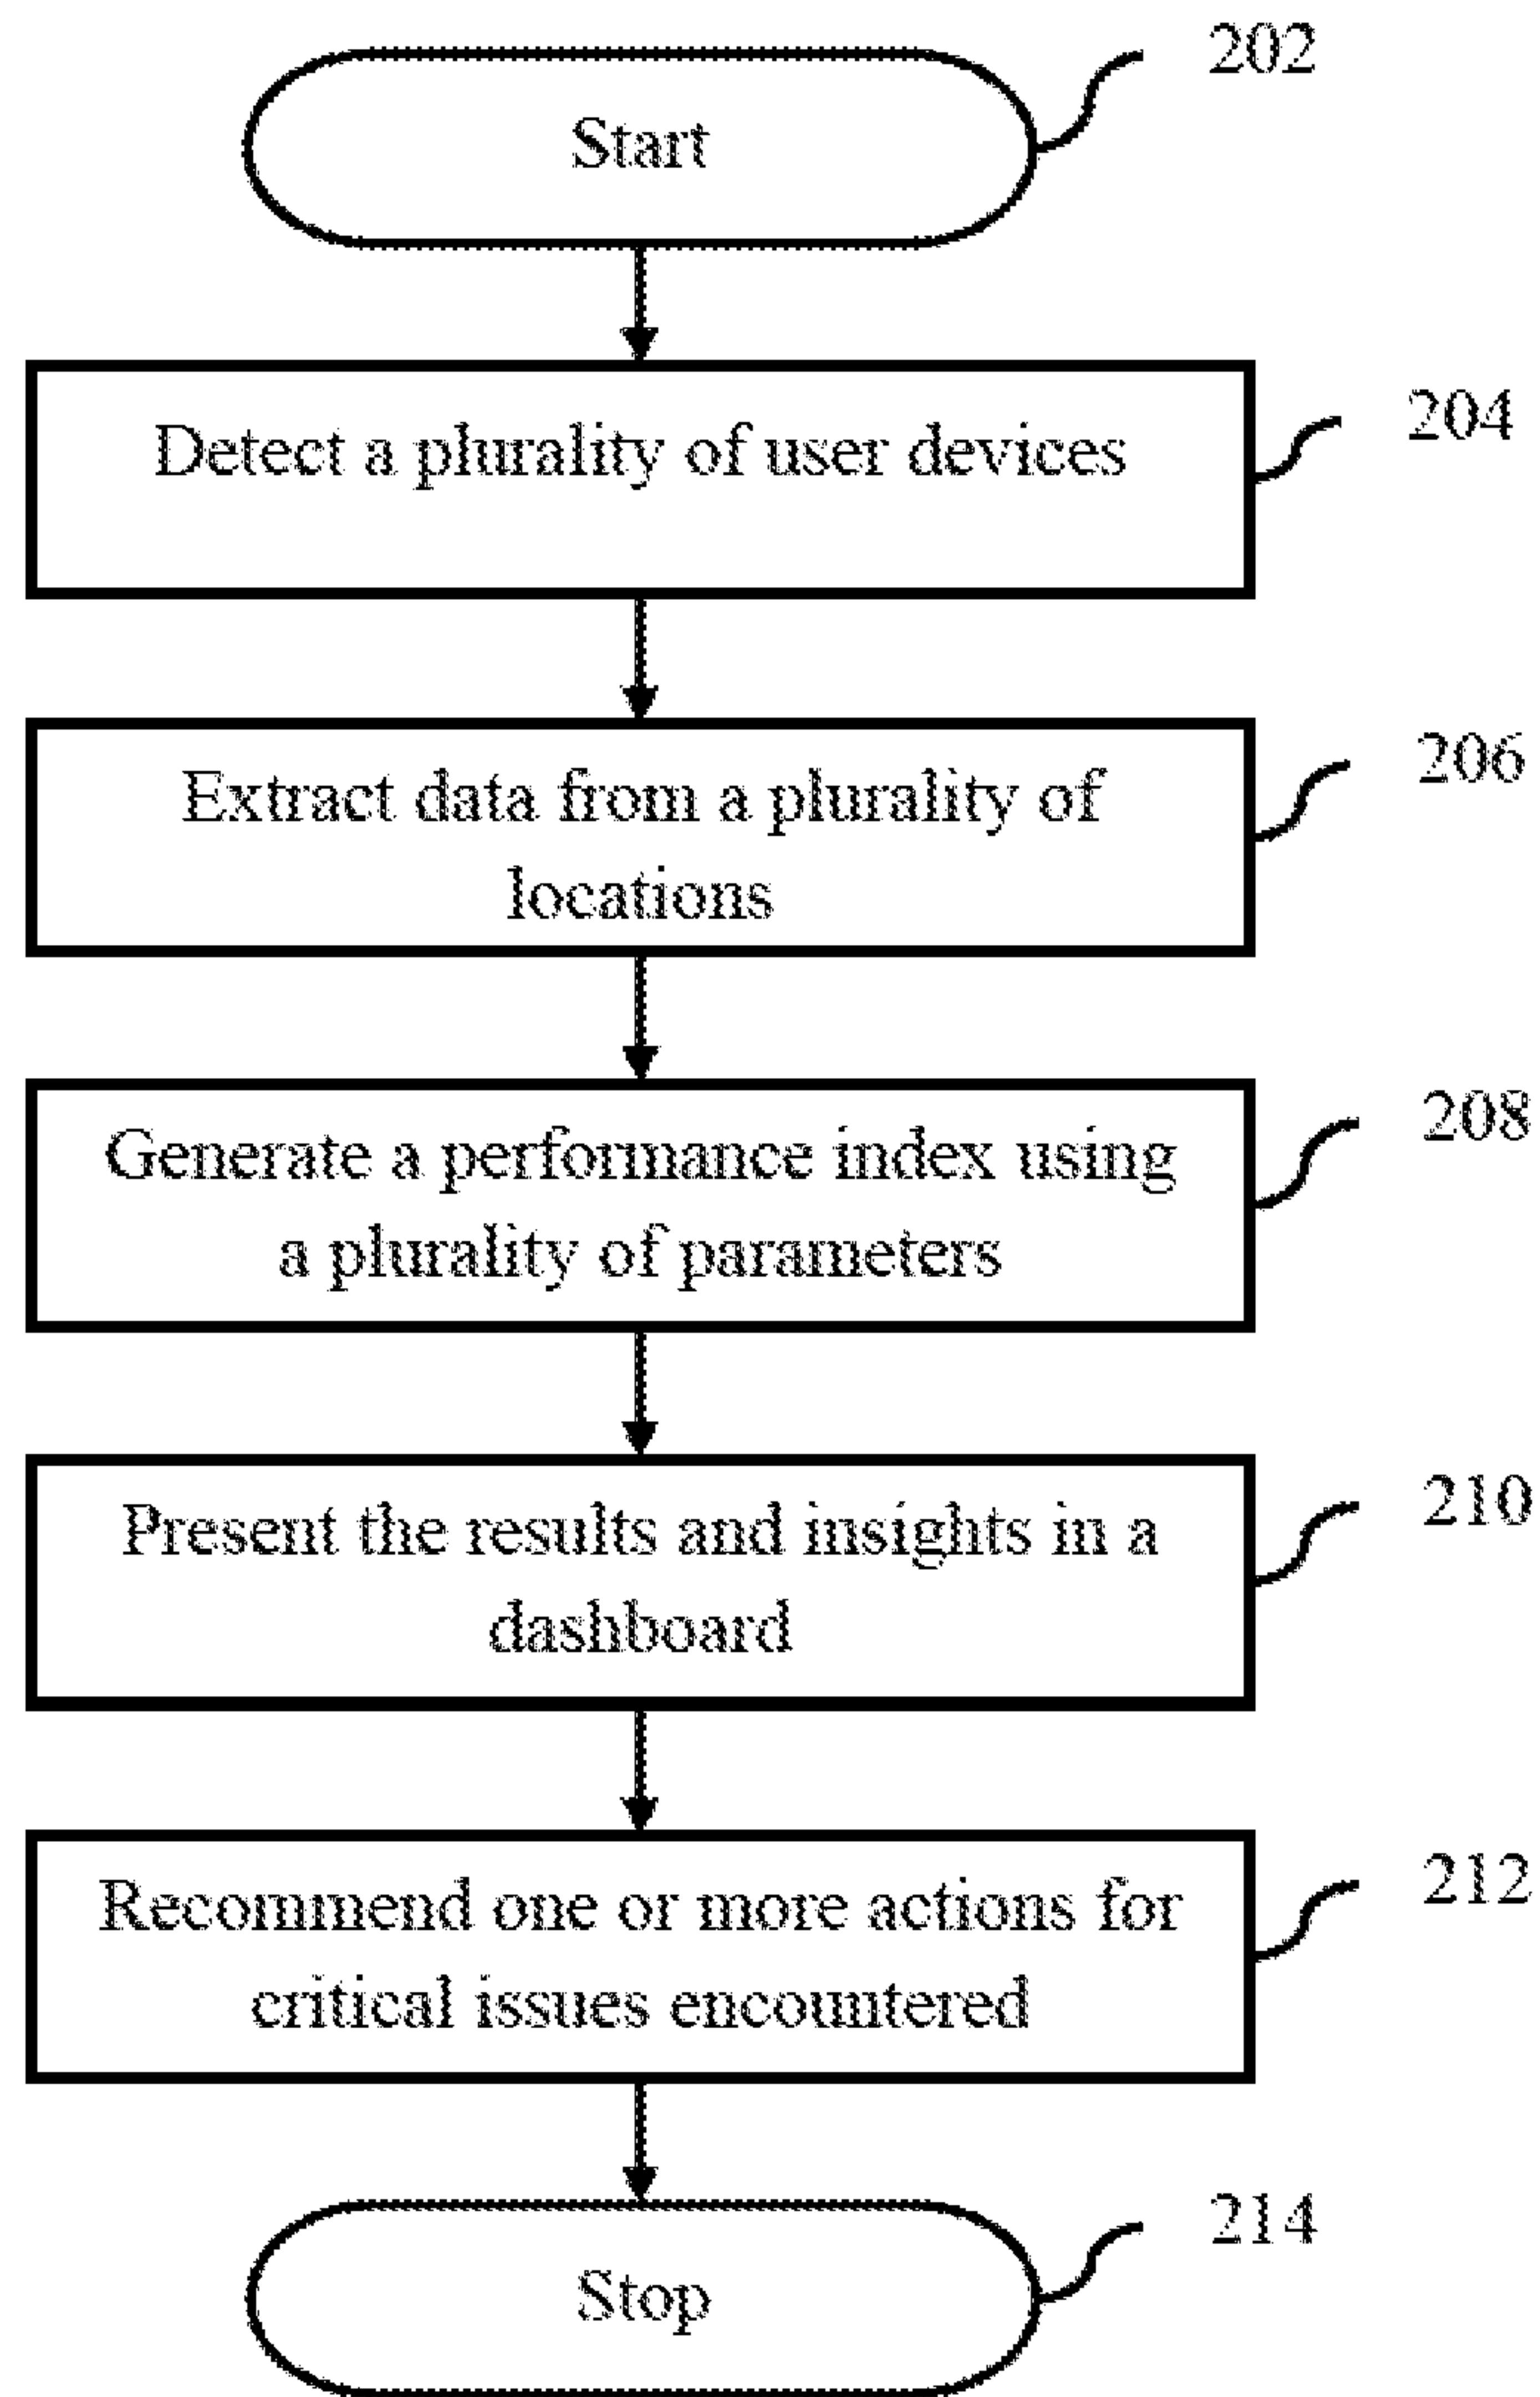 202
Start
204
Detect a plurality of user devices
206
Extract data from a plurality of
locations
208
Generate a performance index using
a plurality of parameters
210
Present the results and insights in a
dashboard
212
Recommend one or more actions for
critical issues encountered
214
Stop